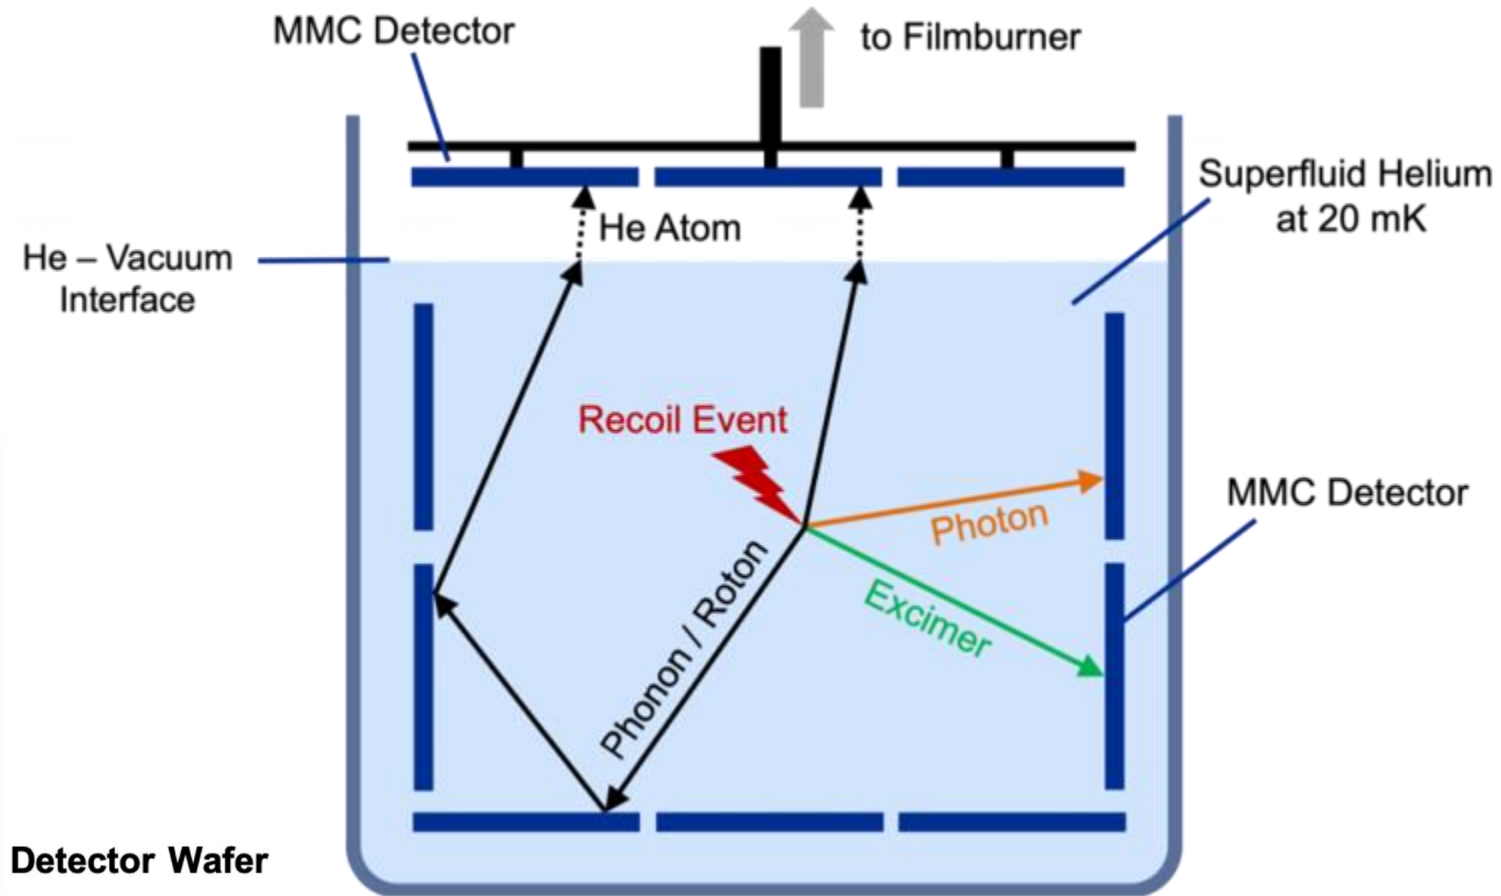 MMC Detector
to Filmburner
Superfluid Helium
at 20 mK
He Atom
He – Vacuum
Interface
Recoil Event
MMC Detector
Photon
Excimer
Phonon / Roton
Detector Wafer